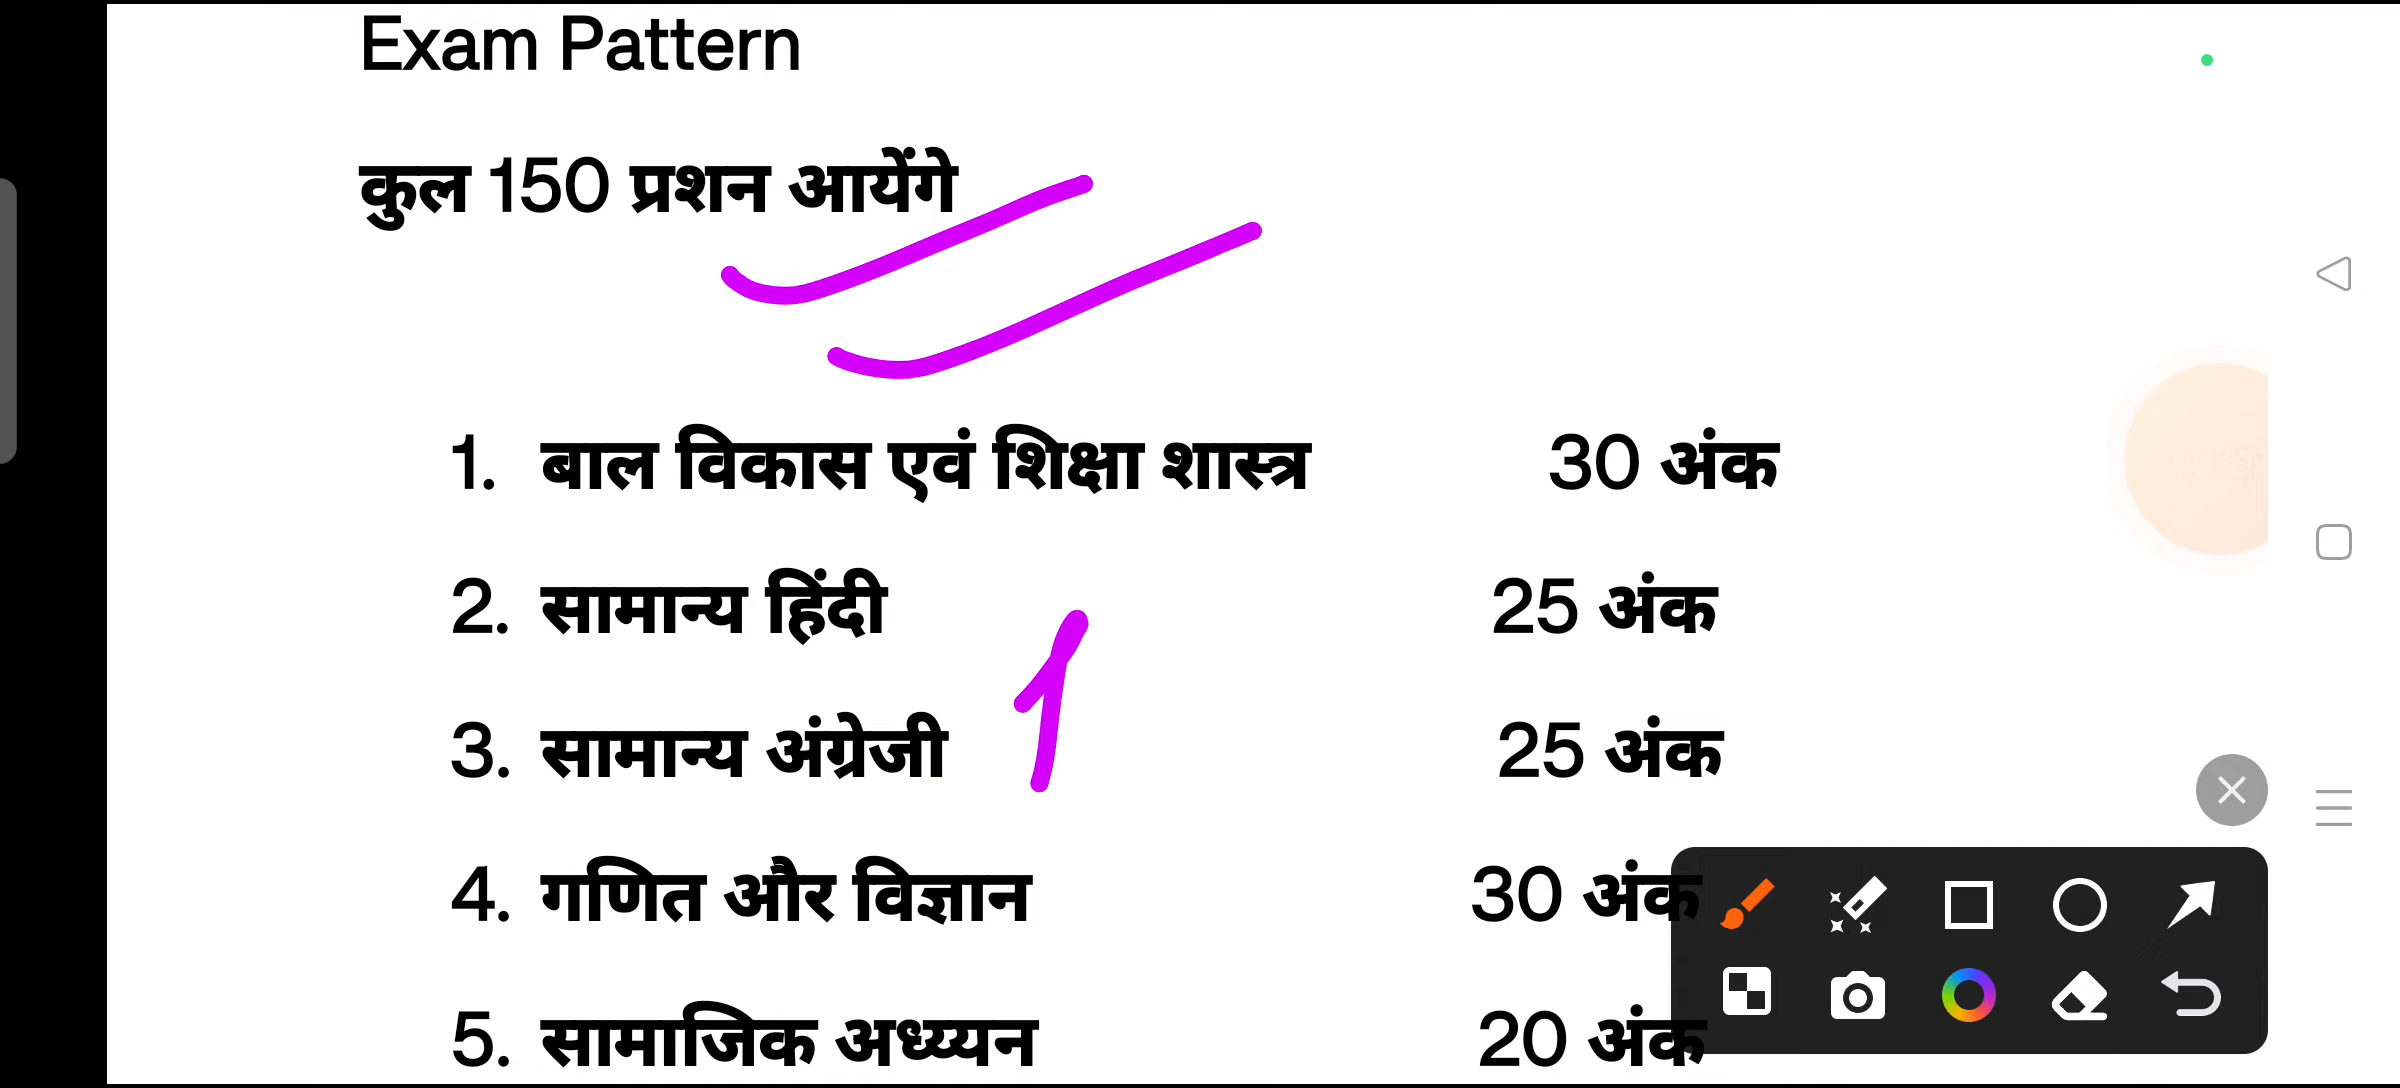 Exam Pattern
कुल 150 प्रशन आयेंगे
1. बाल विकास एवं शिक्षा शास्त्र 30 अंक
2. सामान्य हिंदी 25 अंक
3. सामान्य अंग्रेजी 25 अंक
4. गणित और विज्ञान 30 अंक
5. सामाजिक अध्य्यन 20 अंक